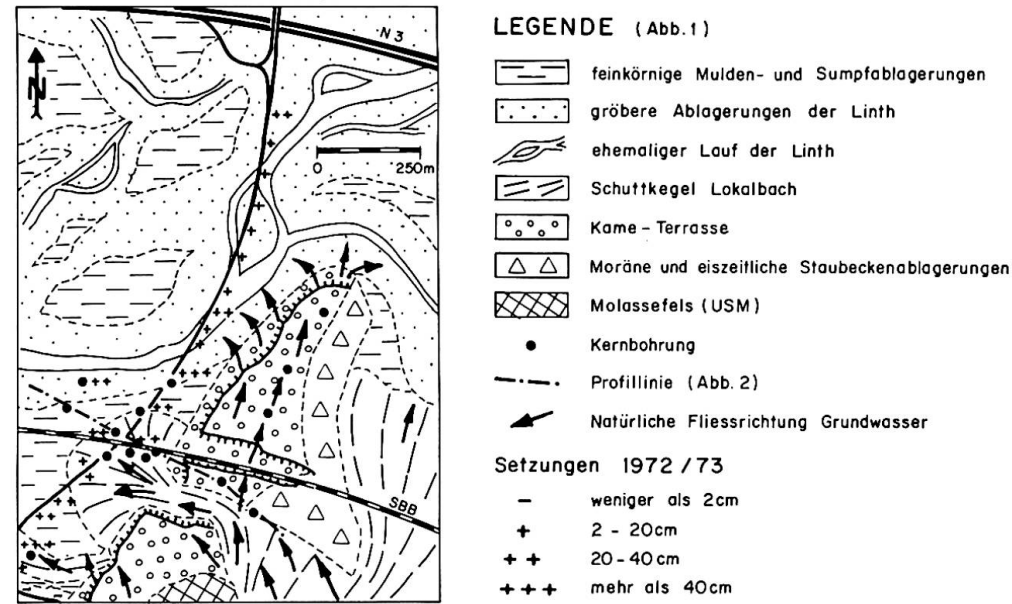 N 3
N
0 250m
SBB
LEGENDE (Abb.1)
feinkörnige Mulden- und Sumpfablagerungen
gröbere Ablagerungen der Linth
ehemaliger Lauf der Linth
Schuttkegel Lokalbach
Kame-Terrasse
Moräne und eiszeitliche Staubeckenablagerungen
Molassefels (USM)
Kernbohrung
Profillinie (Abb. 2)
Natürliche Fliessrichtung Grundwasser
Setzungen 1972/73
- weniger als 2cm
+ 2 - 20cm
++ 20-40cm
+++ mehr als 40cm